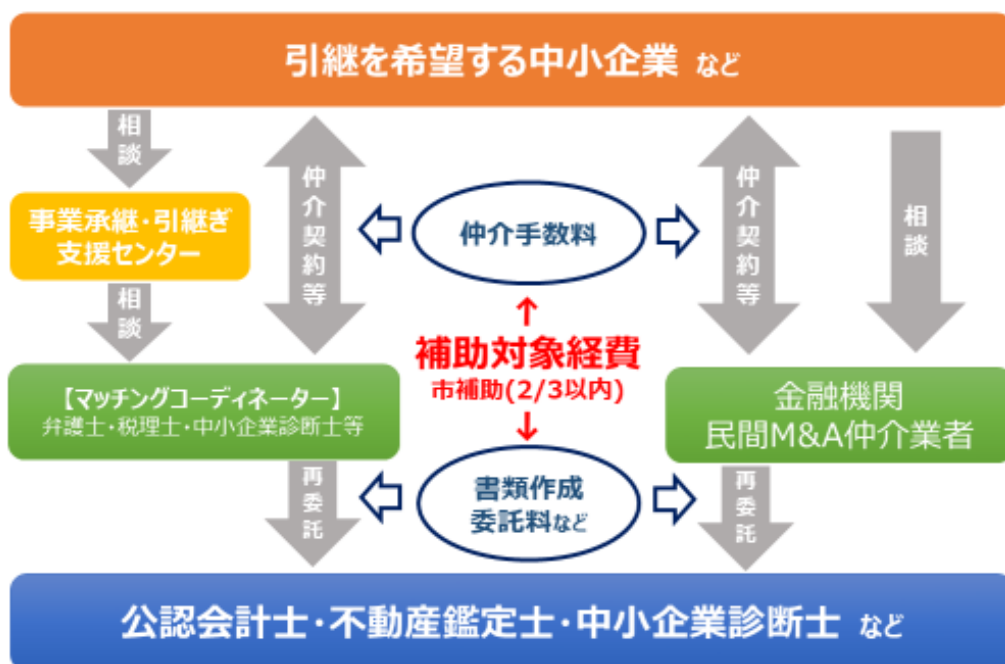 引継を希望する中小企業 など
相談
仲介契約等
仲介契約等
相談
事業承継・引継ぎ
支援センター
仲介手数料
相談
↑
補助対象経費
市補助(2/3以内)
↓
【マッチングコーディネーター】
弁護士・税理士・中小企業診断士等
金融機関
民間M&A仲介業者
再委託
書類作成
委託料など
再委託
公認会計士・不動産鑑定士・中小企業診断士 など